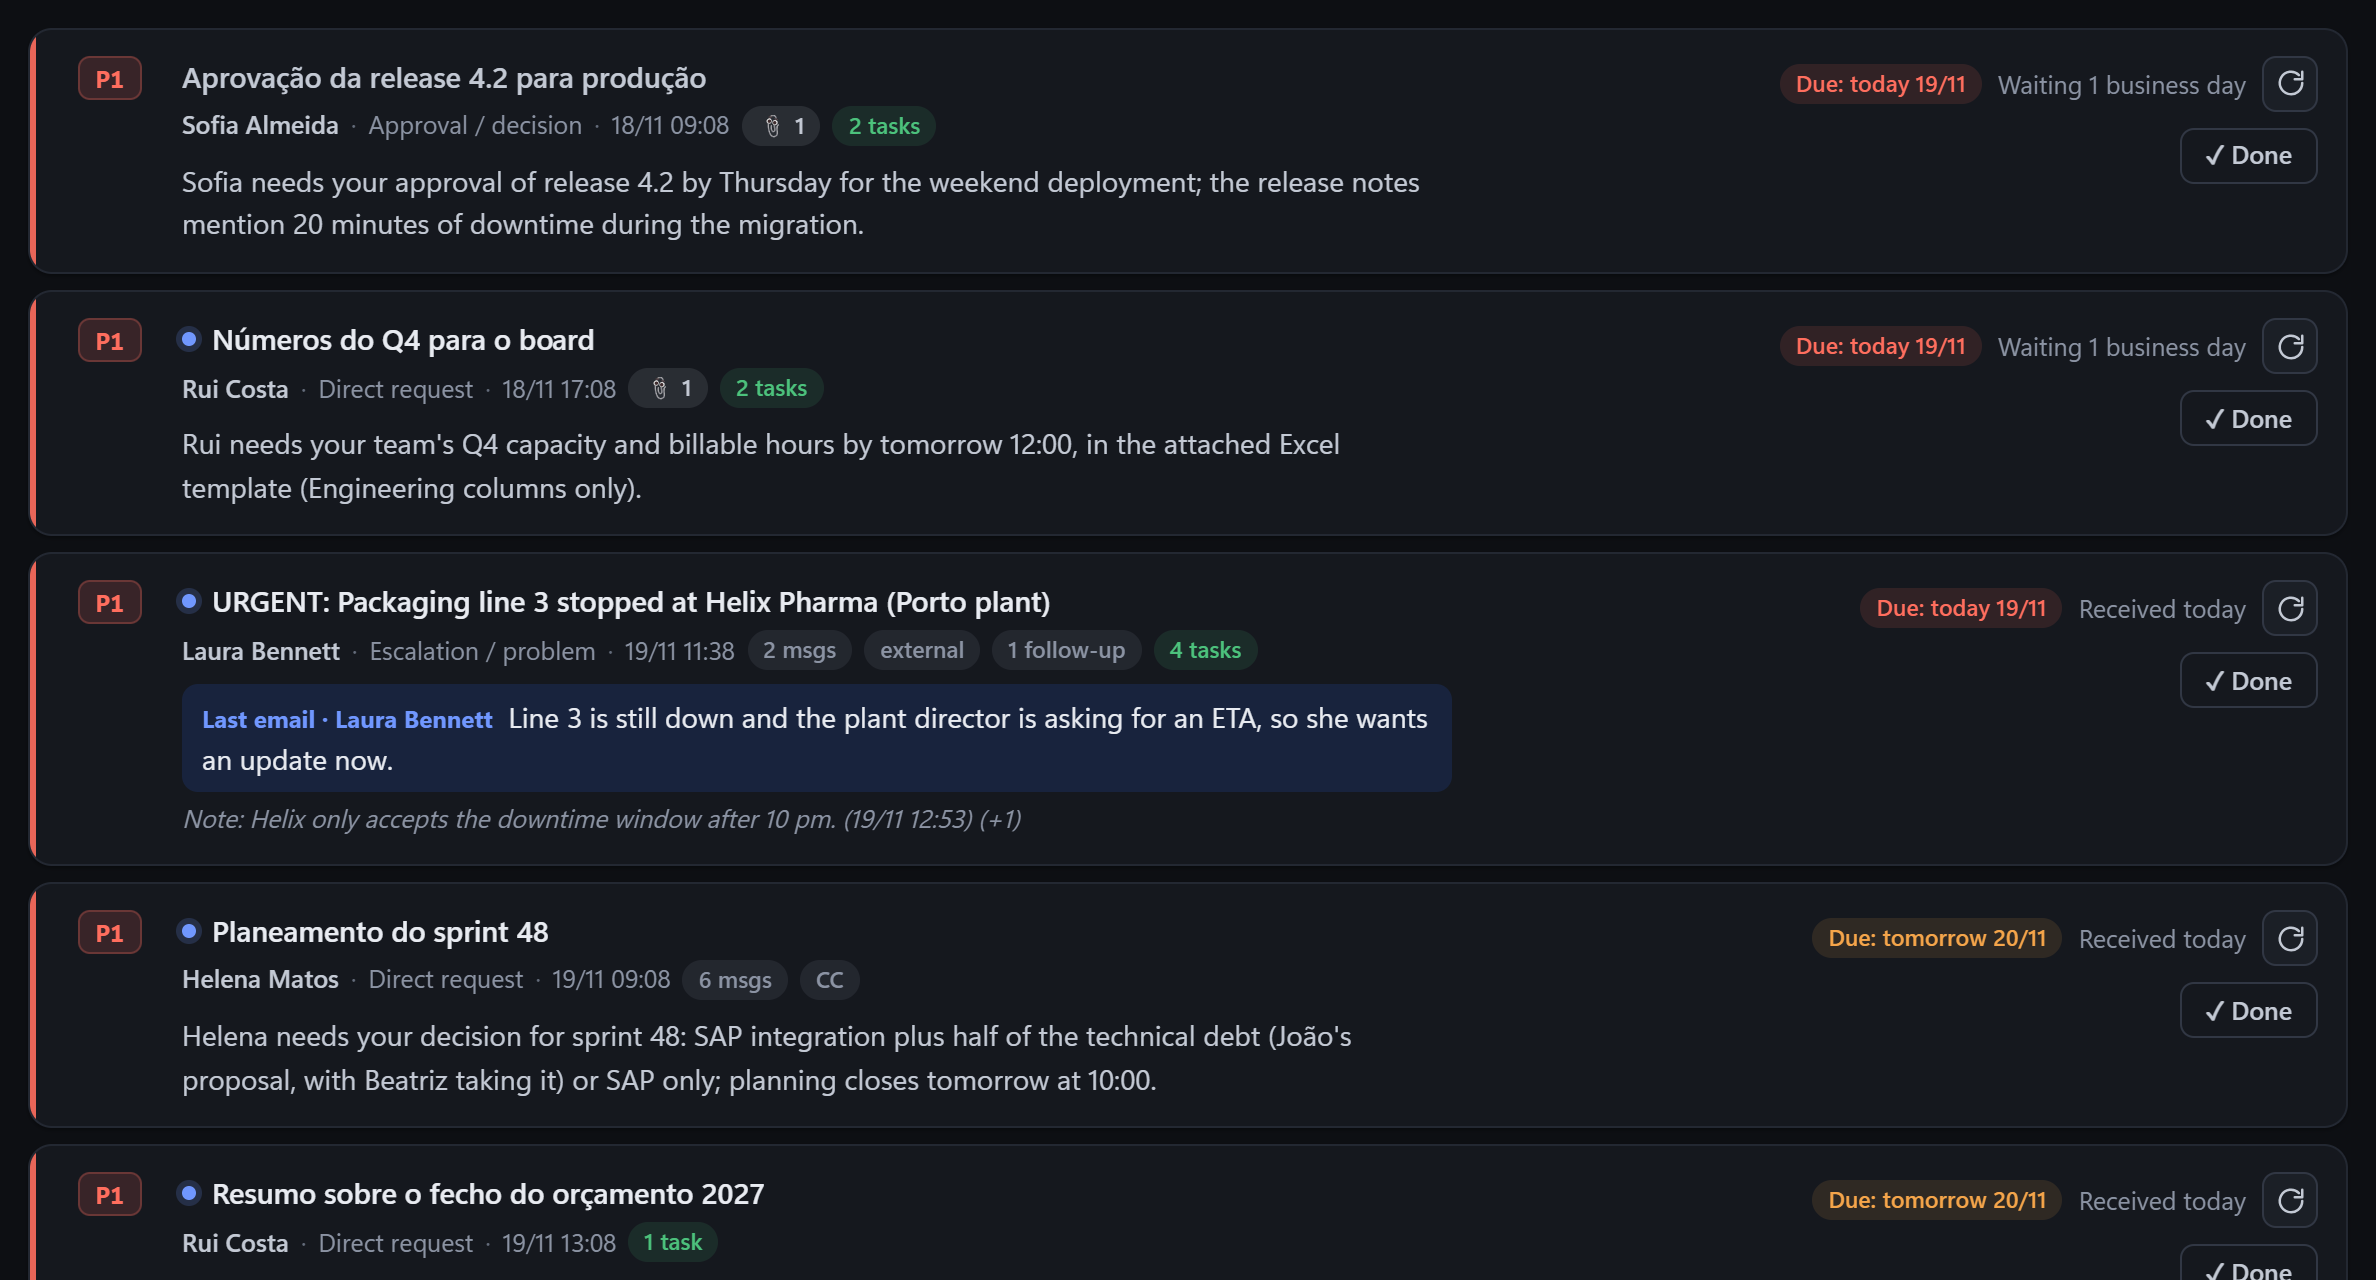 P1 Aprovação da release 4.2 para produção Due: today 19/11 Waiting 1 business day
Sofia Almeida · Approval / decision · 18/11 09:08 1 2 tasks
✓ Done
Sofia needs your approval of release 4.2 by Thursday for the weekend deployment; the release notes
mention 20 minutes of downtime during the migration.
P1 Números do Q4 para o board Due: today 19/11 Waiting 1 business day
Rui Costa · Direct request · 18/11 17:08 1 2 tasks
✓ Done
Rui needs your team's Q4 capacity and billable hours by tomorrow 12:00, in the attached Excel
template (Engineering columns only).
P1 URGENT: Packaging line 3 stopped at Helix Pharma (Porto plant) Due: today 19/11 Received today
Laura Bennett · Escalation / problem · 19/11 11:38 2 msgs external 1 follow-up 4 tasks
✓ Done
Last email · Laura Bennett Line 3 is still down and the plant director is asking for an ETA, so she wants
an update now.
Note: Helix only accepts the downtime window after 10 pm. (19/11 12:53) (+1)
P1 Planeamento do sprint 48 Due: tomorrow 20/11 Received today
Helena Matos · Direct request · 19/11 09:08 6 msgs CC
✓ Done
Helena needs your decision for sprint 48: SAP integration plus half of the technical debt (João's
proposal, with Beatriz taking it) or SAP only; planning closes tomorrow at 10:00.
P1 Resumo sobre o fecho do orçamento 2027 Due: tomorrow 20/11 Received today
Rui Costa · Direct request · 19/11 13:08 1 task
✓ Done